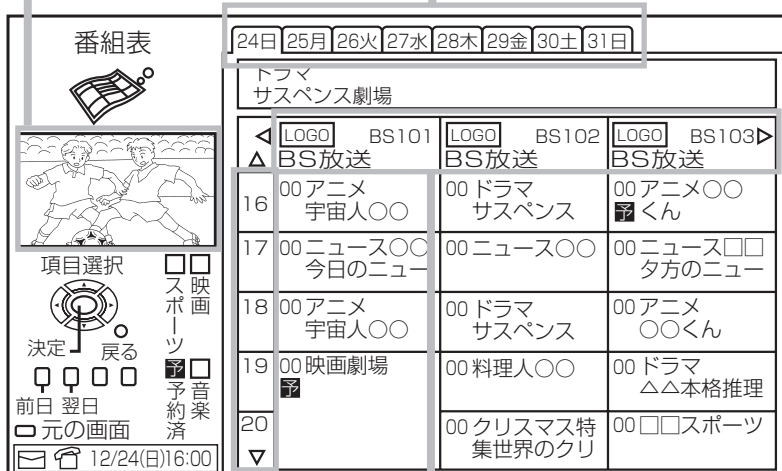 番組表
24日 25月 26火 27水 28木 29金 30土 31日
ドラマ
サスペンス劇場
LOGO BS101
BS放送
LOGO BS102
BS放送
LOGO BS103
BS放送
16
00 アニメ
宇宙人○○
00 ドラマ
サスペンス
00 アニメ○○
予 くん
17
00 ニュース○○
今日のニュー
00 ニュース○○
00 ニュース□□
夕方のニュー
18
00 アニメ
宇宙人○○
00 ドラマ
サスペンス
00 アニメ
○○くん
19
00 映画劇場
予
00 料理人○○
00 ドラマ
△△本格推理
20
00 クリスマス特
集世界のクリ
00 □□スポーツ
項目選択
決定
戻る
前日 翌日
元の画面
スポーツ
映画
予 予約済
音楽
12/24(日)16:00